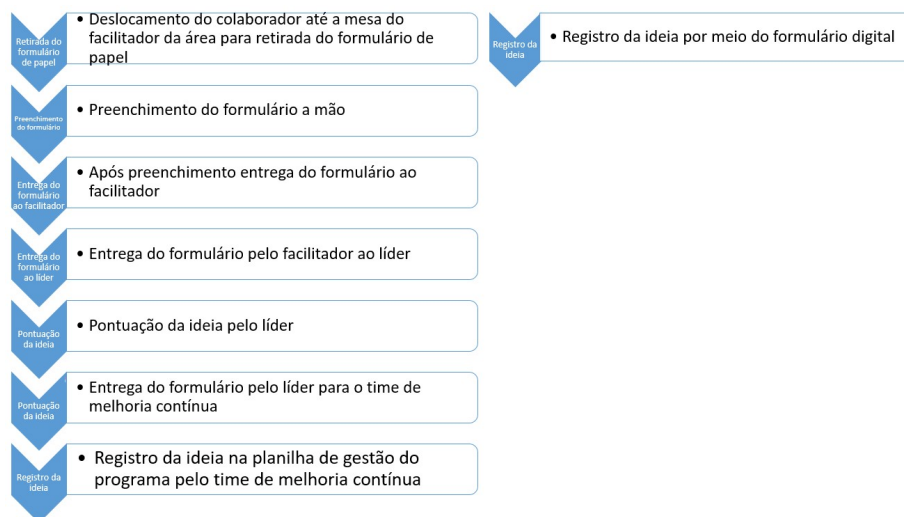 Retirada do
formulário
de papel
• Deslocamento do colaborador até a mesa do
facilitador da área para retirada do formulário de
papel
Preenchimento
do formulário
• Preenchimento do formulário a mão
Entrega do
formulário
ao facilitador
• Após preenchimento entrega do formulário ao
facilitador
Entrega do
formulário
ao líder
• Entrega do formulário pelo facilitador ao líder
Pontuação
da ideia
• Pontuação da ideia pelo líder
Pontuação
da ideia
• Entrega do formulário pelo líder para o time de
melhoria contínua
Registro da
ideia
• Registro da ideia na planilha de gestão do
programa pelo time de melhoria contínua
Registro da
ideia
• Registro da ideia por meio do formulário digital